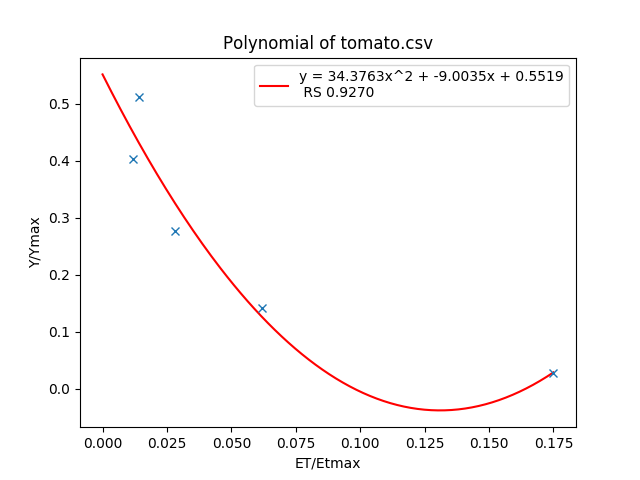 Polynomial of tomato.csv
y = 34.3763x^2 + -9.0035x + 0.5519
RS 0.9270
0.5
0.4
0.3
0.2
0.1
0.0
Y/Ymax
0.000 0.025 0.050 0.075 0.100 0.125 0.150 0.175
ET/Etmax